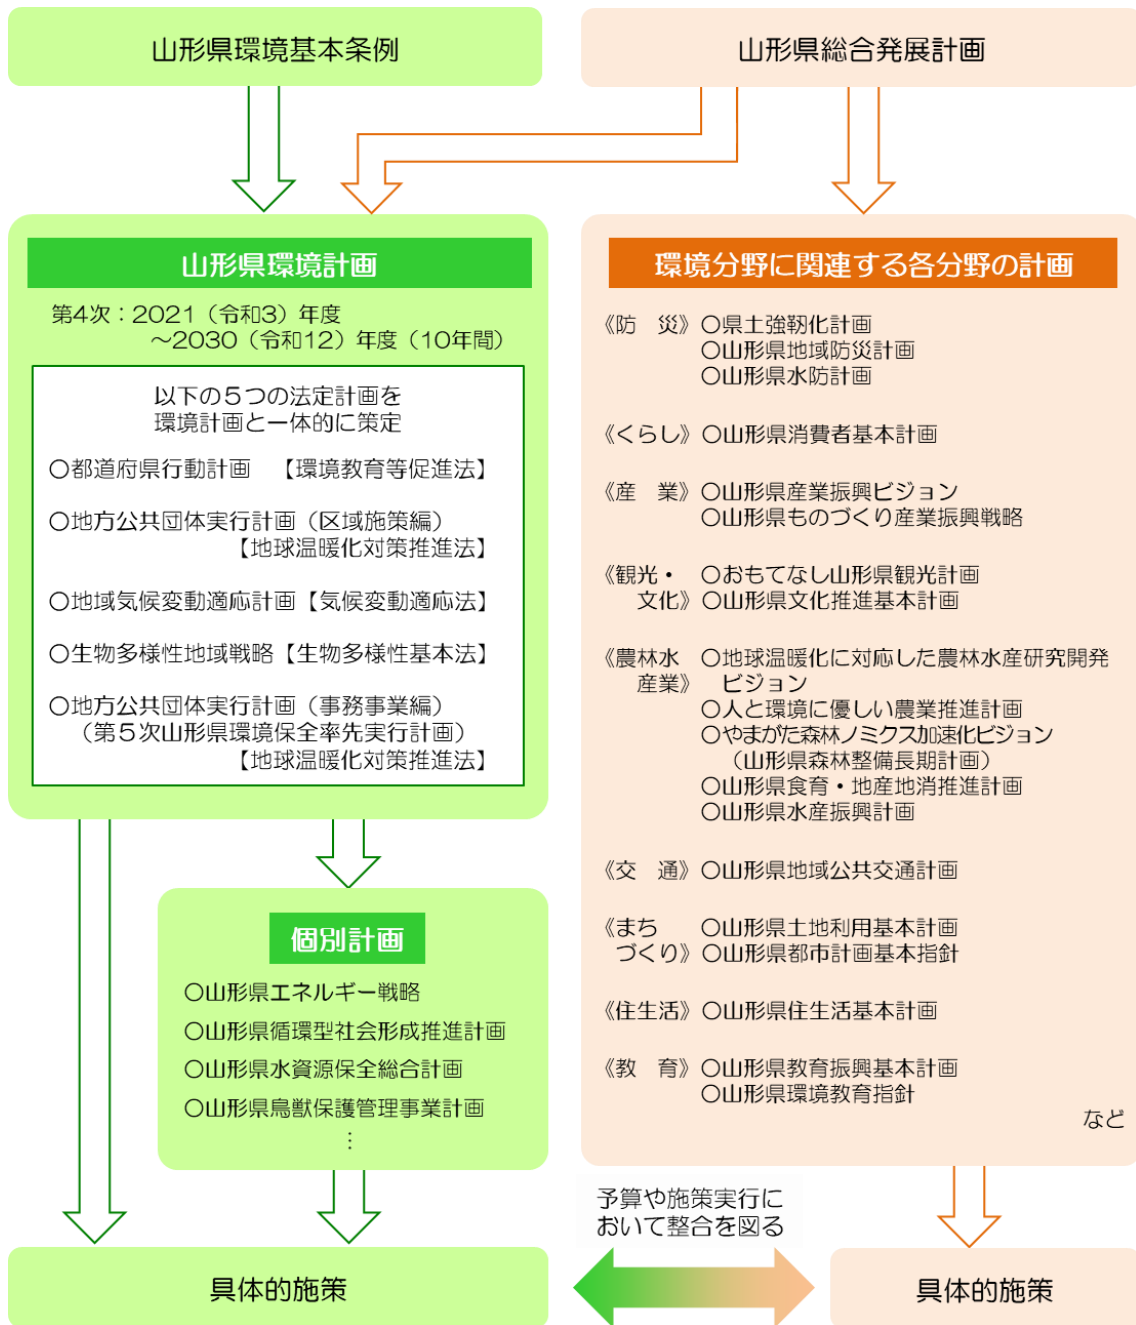 山形県環境基本条例
山形県総合発展計画
山形県環境計画
第4次：2021（令和3）年度
～2030（令和12）年度（10年間）
以下の５つの法定計画を
環境計画と一体的に策定
○都道府県行動計画　【環境教育等促進法】
○地方公共団体実行計画（区域施策編）
【地球温暖化対策推進法】
○地域気候変動適応計画【気候変動適応法】
○生物多様性地域戦略【生物多様性基本法】
○地方公共団体実行計画（事務事業編）
（第５次山形県環境保全率先実行計画）
【地球温暖化対策推進法】
個別計画
○山形県エネルギー戦略
○山形県循環型社会形成推進計画
○山形県水資源保全総合計画
○山形県鳥獣保護管理事業計画
⋮
具体的施策
環境分野に関連する各分野の計画
《防　災》○県土強靭化計画
○山形県地域防災計画
○山形県水防計画
《くらし》○山形県消費者基本計画
《産　業》○山形県産業振興ビジョン
○山形県ものづくり産業振興戦略
《観光・　○おもてなし山形県観光計画
文化》○山形県文化推進基本計画
《農林水　○地球温暖化に対応した農林水産研究開発
産業》　ビジョン
○人と環境に優しい農業推進計画
○やまがた森林ノミクス加速化ビジョン
（山形県森林整備長期計画）
○山形県食育・地産地消推進計画
○山形県水産振興計画
《交　通》○山形県地域公共交通計画
《まち　　○山形県土地利用基本計画
づくり》○山形県都市計画基本指針
《住生活》○山形県住生活基本計画
《教　育》○山形県教育振興基本計画
○山形県環境教育指針
など
予算や施策実行に
おいて整合を図る
具体的施策